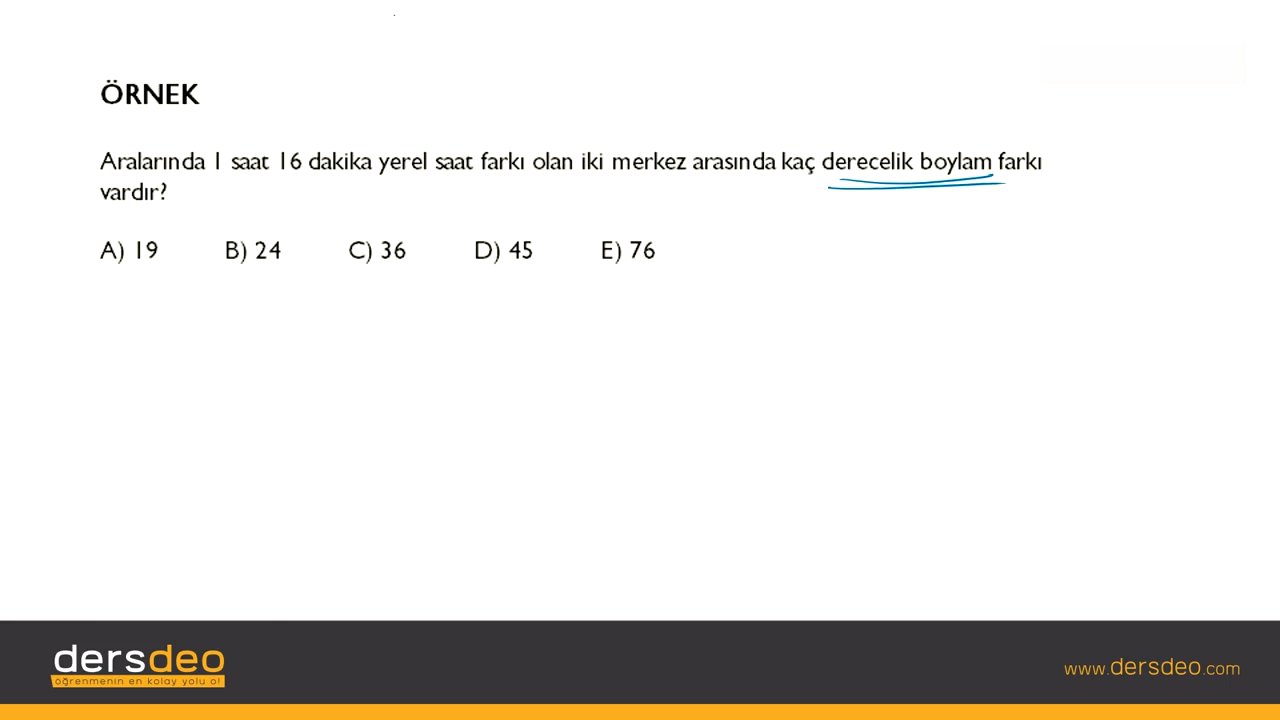 ÖRNEK
Aralarında 1 saat 16 dakika yerel saat farkı olan iki merkez arasında kaç derecelik boylam farkı
vardır?
A) 19 B) 24 C) 36 D) 45 E) 76
dersdeo
öğrenmenin en kolay yolu o!
www.dersdeo.com